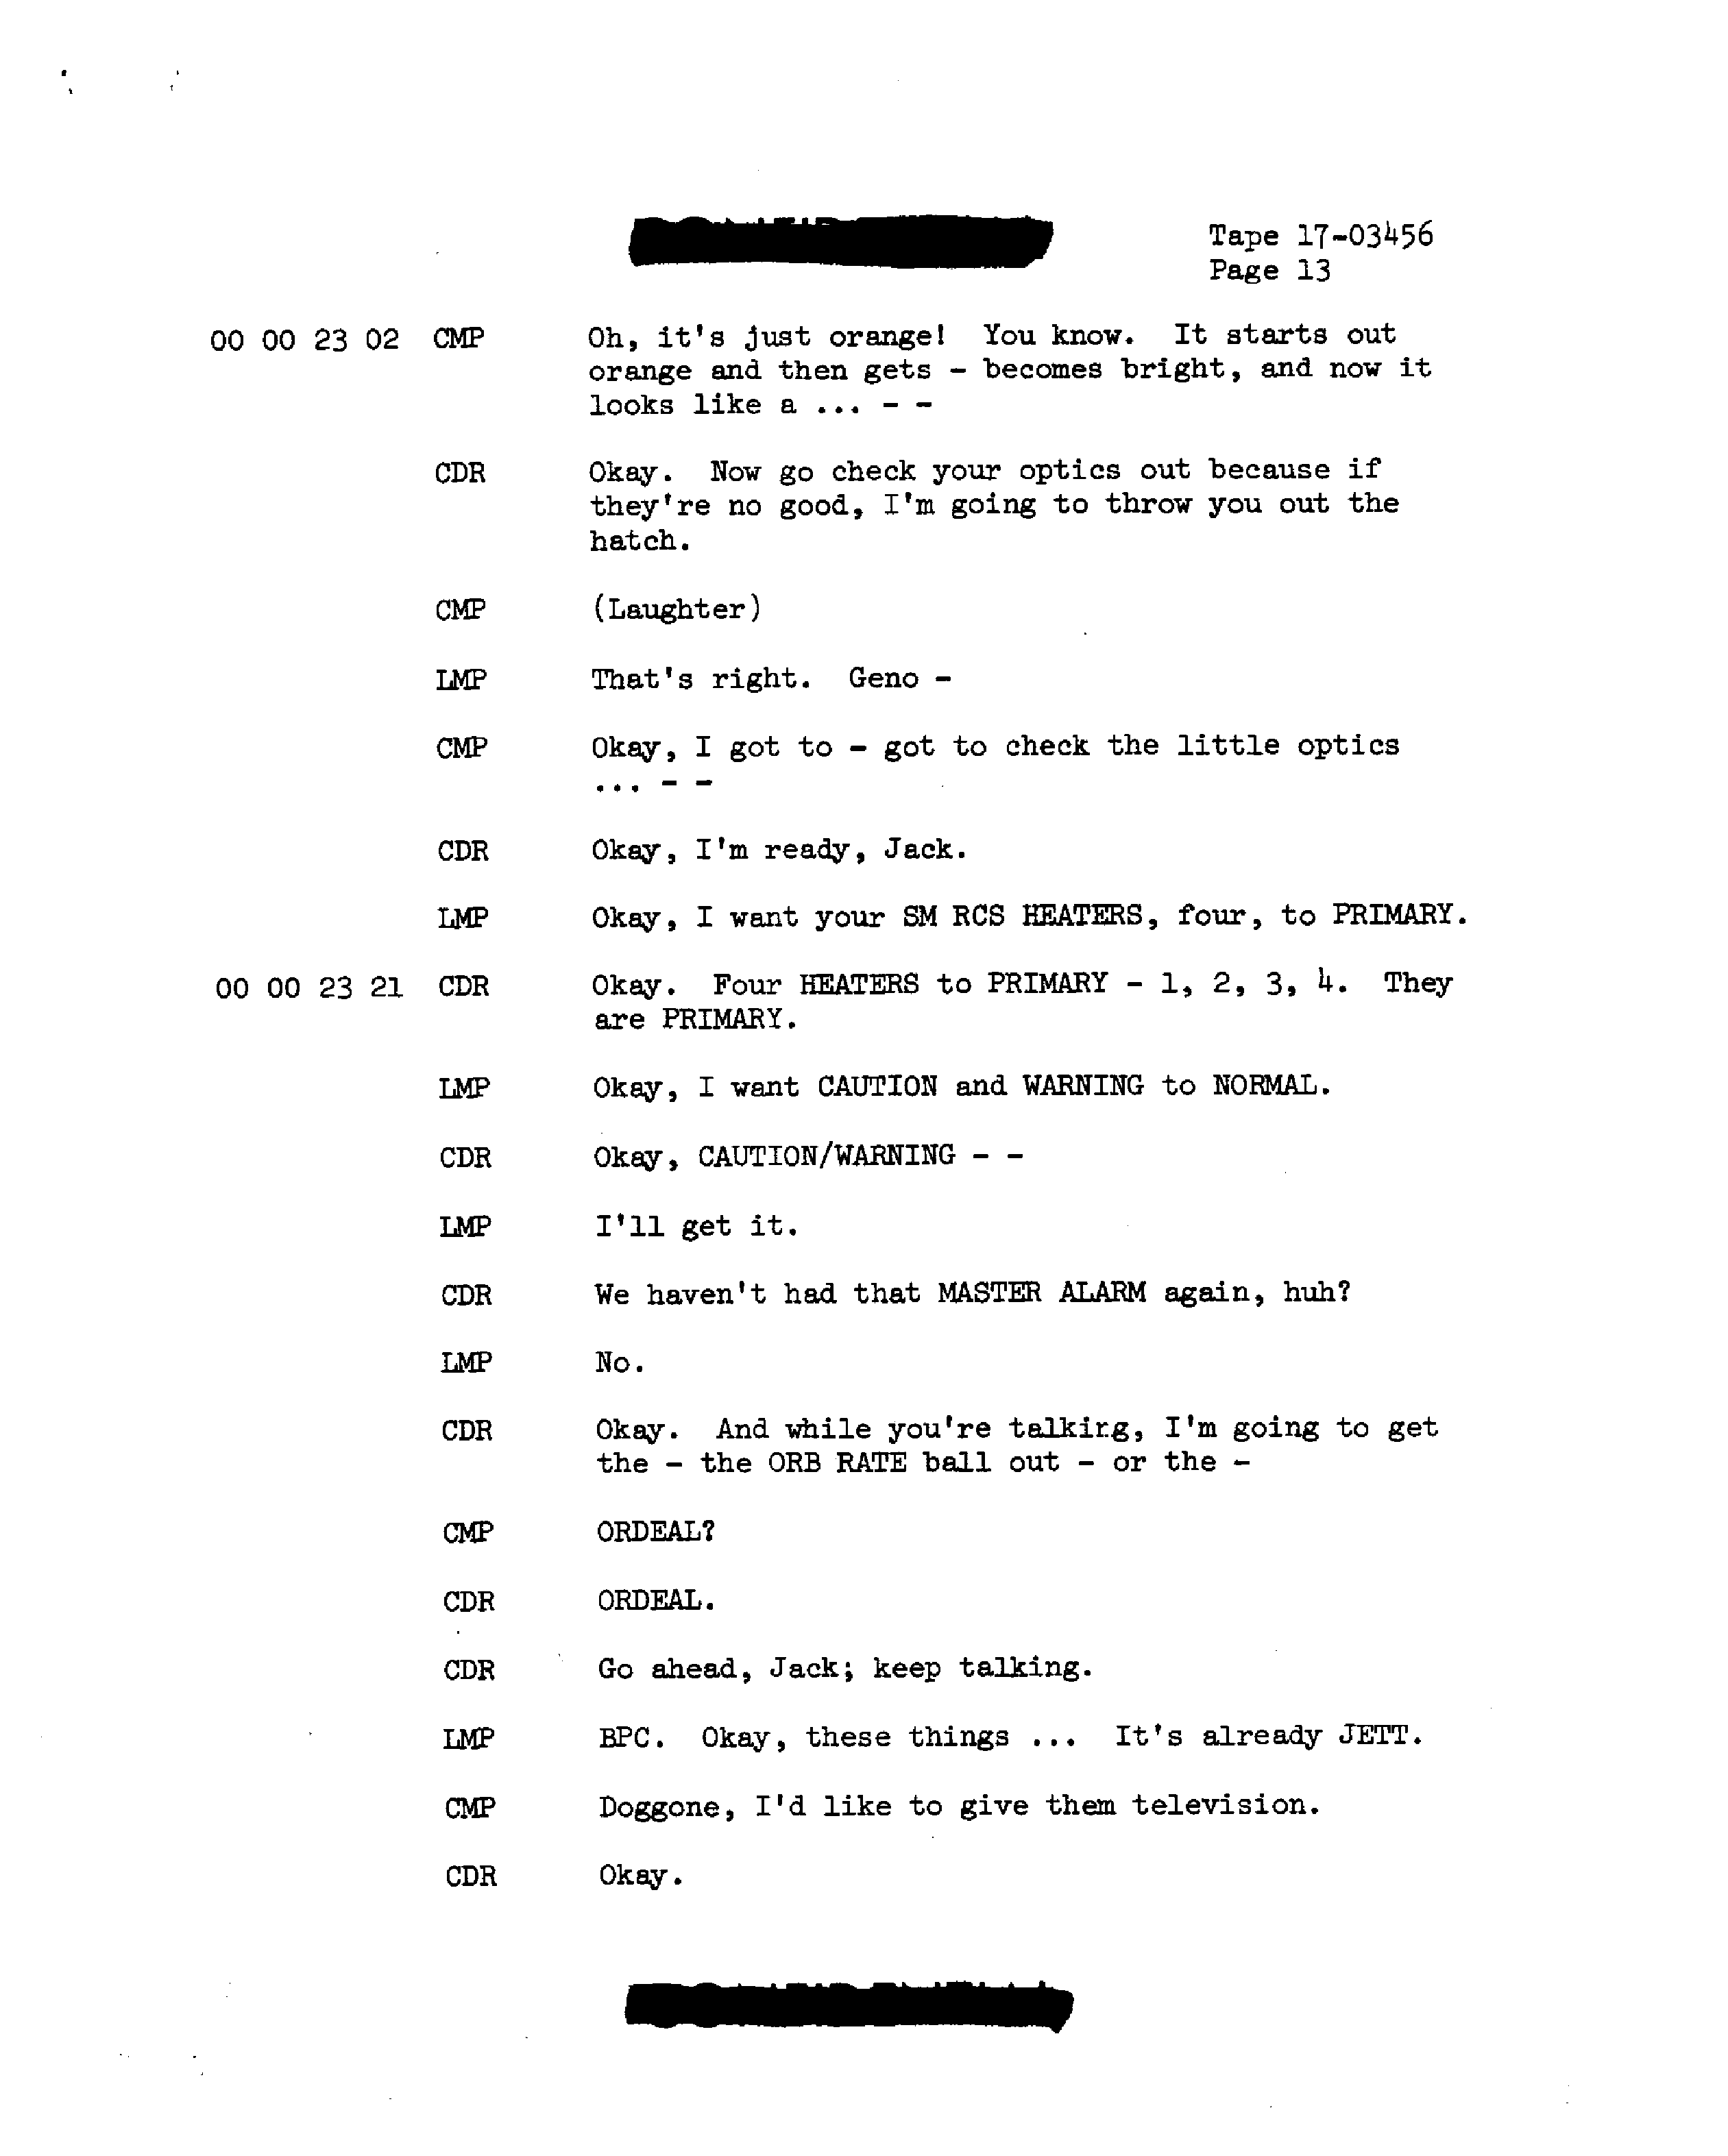 Tape 17-03456
Page 13
00 00 23 02 CMP Oh, it's just orange! You know. It starts out
orange and then gets - becomes bright, and now it
looks like a ... - -
CDR Okay. Now go check your optics out because if
they're no good, I'm going to throw you out the
hatch.
CMP (Laughter)
LMP That's right. Geno -
CMP Okay, I got to - got to check the little optics
... - -
CDR Okay, I'm ready, Jack.
LMP Okay, I want your SM RCS HEATERS, four, to PRIMARY.
00 00 23 21 CDR Okay. Four HEATERS to PRIMARY - 1, 2, 3, 4. They
are PRIMARY.
LMP Okay, I want CAUTION and WARNING to NORMAL.
CDR Okay, CAUTION/WARNING - -
LMP I'll get it.
CDR We haven't had that MASTER ALARM again, huh?
LMP No.
CDR Okay. And while you're talking, I'm going to get
the - the ORB RATE ball out - or the -
CMP ORDEAL?
CDR ORDEAL.
CDR Go ahead, Jack; keep talking.
LMP BPC. Okay, these things ... It's already JETT.
CMP Doggone, I'd like to give them television.
CDR Okay.